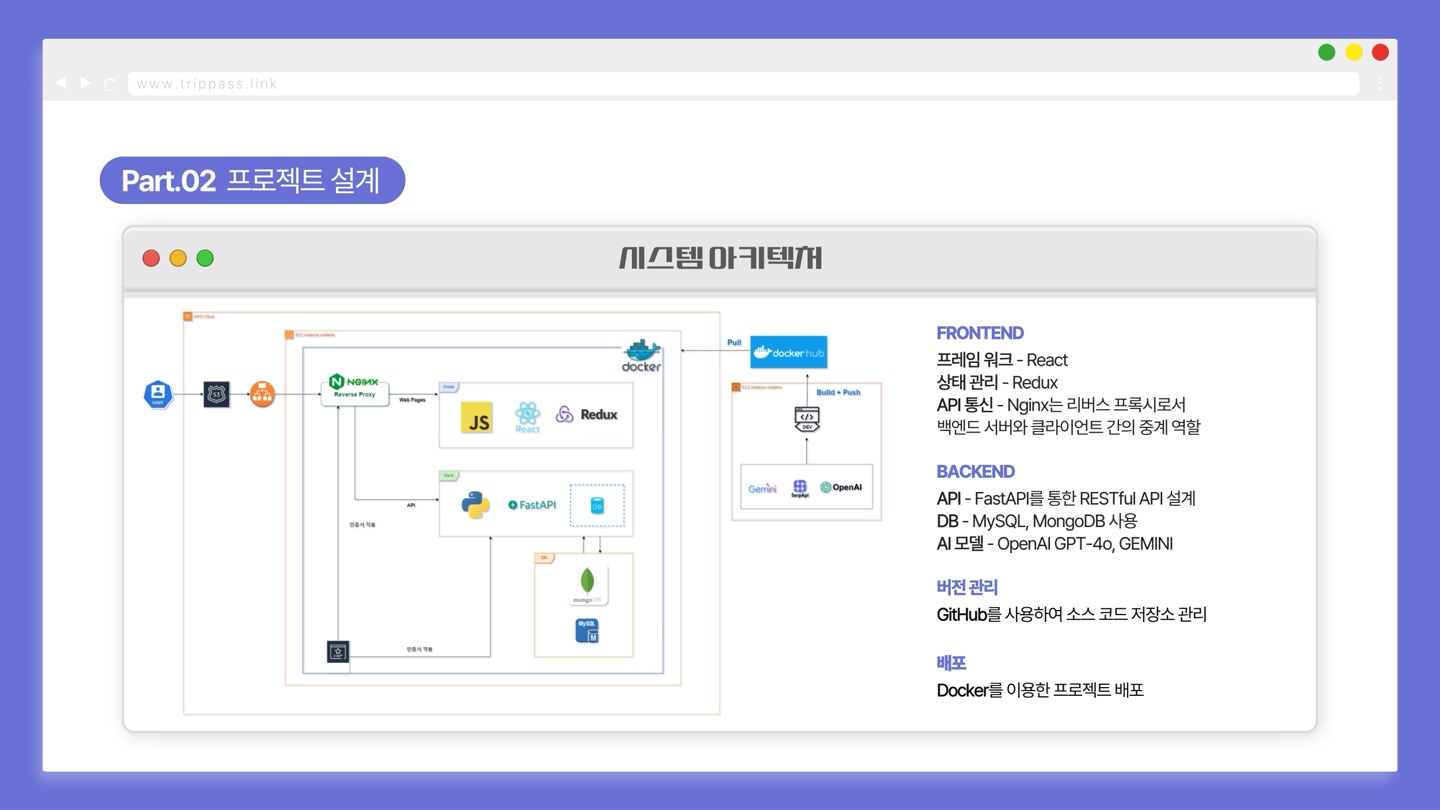 www.trippass.link
Part.02 프로젝트 설계
시스템 아키텍처
AWS Cloud
EC2 instance contents
docker
USER
53
NGINX
Reverse Proxy
Web Pages
Front
JS
React
Redux
Back
FastAPI
DB
API
인증서 적용
DB
mongoDB
MySQL
M
인증서 적용
Pull
docker hub
EC2 instance contents
Build + Push
</>
DEV
Gemini
SerpApi
OpenAI
FRONTEND
프레임 워크 - React
상태 관리 - Redux
API 통신 - Nginx는 리버스 프록시로서
백엔드 서버와 클라이언트 간의 중계 역할
BACKEND
API - FastAPI를 통한 RESTful API 설계
DB - MySQL, MongoDB 사용
AI 모델 - OpenAI GPT-4o, GEMINI
버전 관리
GitHub를 사용하여 소스 코드 저장소 관리
배포
Docker를 이용한 프로젝트 배포